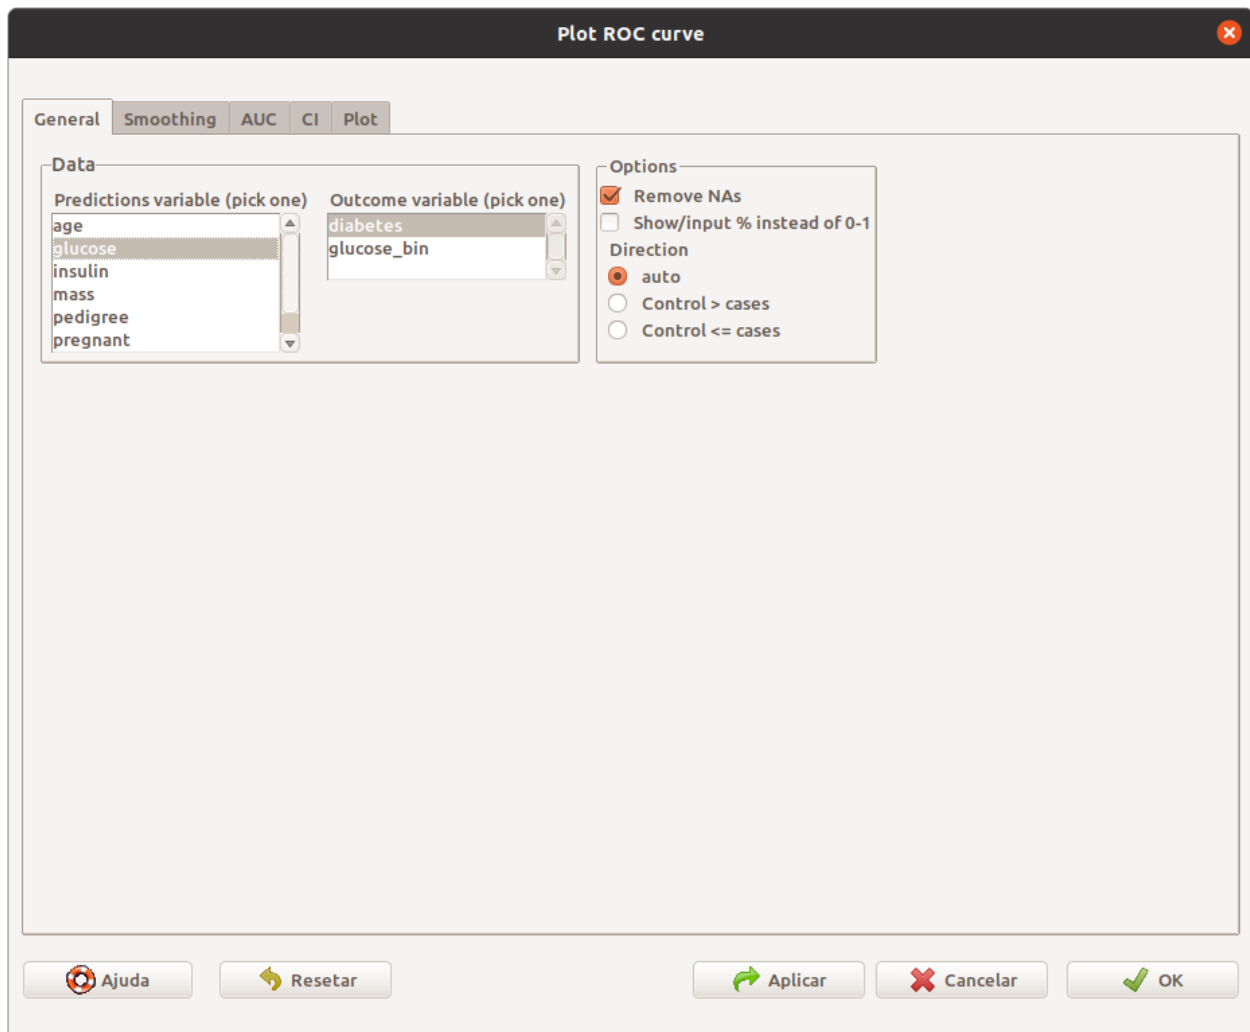 Plot ROC curve
General Smoothing AUC CI Plot
Data
Predictions variable (pick one)
age
glucose
insulin
mass
pedigree
pregnant
Outcome variable (pick one)
diabetes
glucose_bin
Options
Remove NAs
Show/input % instead of 0-1
Direction
auto
Control > cases
Control <= cases
Ajuda Resetar Aplicar Cancelar OK